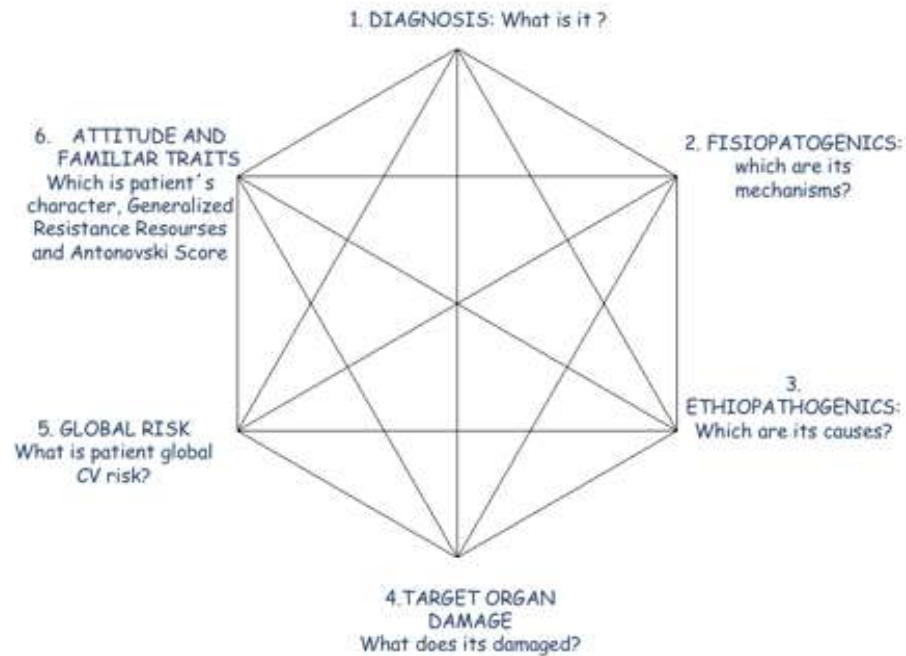 1. DIAGNOSIS: What is it ?
2. FISIOPATOGENICS:
which are its
mechanisms?
3.
ETHIOPATHOGENICS:
Which are its causes?
4.TARGET ORGAN
DAMAGE
What does its damaged?
5. GLOBAL RISK
What is patient global
CV risk?
6. ATTITUDE AND
FAMILIAR TRAITS
Which is patient´s
character, Generalized
Resistance Resourses
and Antonovski Score